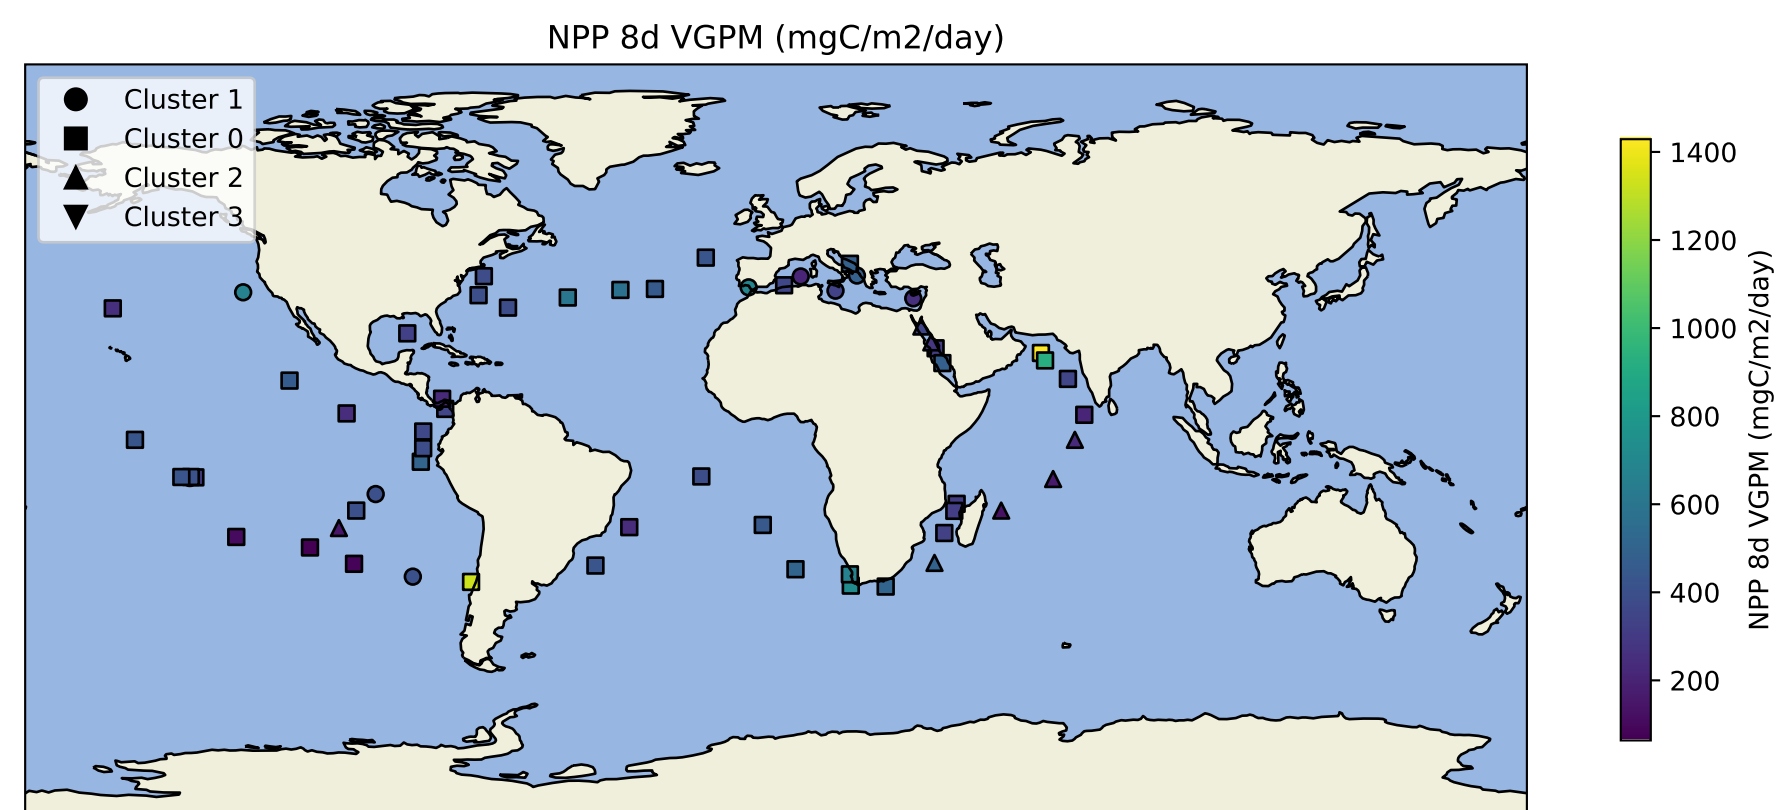 NPP 8d VGPM (mgC/m2/day)
Cluster 1
Cluster 0
Cluster 2
Cluster 3
1400
1200
1000
800
600
400
200
NPP 8d VGPM (mgC/m2/day)